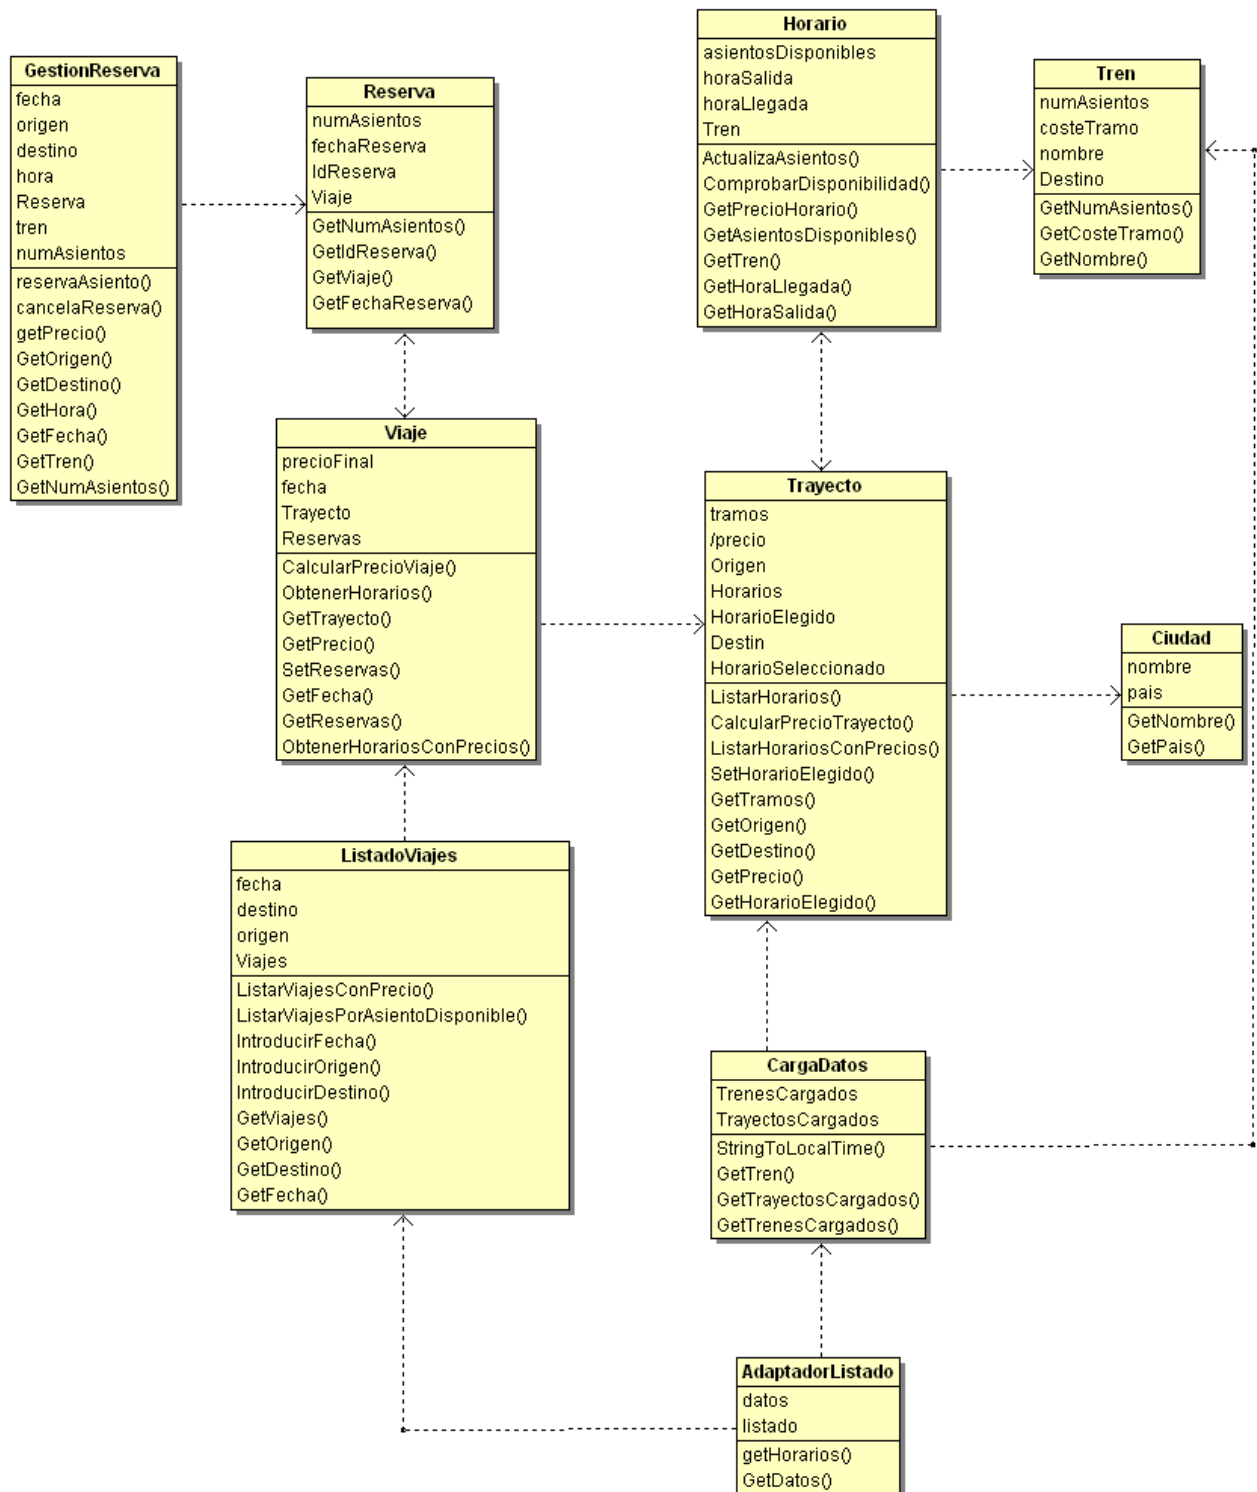 GestionReserva
fecha
origen
destino
hora
Reserva
tren
numAsientos
reservaAsiento()
cancelaReserva()
getPrecio()
GetOrigen()
GetDestino()
GetHora()
GetFecha()
GetTren()
GetNumAsientos()
Reserva
numAsientos
fechaReserva
IdReserva
Viaje
GetNumAsientos()
GetIdReserva()
GetViaje()
GetFechaReserva()
Horario
asientosDisponibles
horaSalida
horaLlegada
Tren
ActualizaAsientos()
ComprobarDisponibilidad()
GetPrecioHorario()
GetAsientosDisponibles()
GetTren()
GetHoraLlegada()
GetHoraSalida()
Tren
numAsientos
costeTramo
nombre
Destino
GetNumAsientos()
GetCosteTramo()
GetNombre()
Viaje
precioFinal
fecha
Trayecto
Reservas
CalcularPrecioViaje()
ObtenerHorarios()
GetTrayecto()
GetPrecio()
SetReservas()
GetFecha()
GetReservas()
ObtenerHorariosConPrecios()
Trayecto
tramos
/precio
Origen
Horarios
HorarioElegido
Destin
HorarioSeleccionado
ListarHorarios()
CalcularPrecioTrayecto()
ListarHorariosConPrecios()
SetHorarioElegido()
GetTramos()
GetOrigen()
GetDestino()
GetPrecio()
GetHorarioElegido()
Ciudad
nombre
pais
GetNombre()
GetPais()
ListadoViajes
fecha
destino
origen
Viajes
ListarViajesConPrecio()
ListarViajesPorAsientoDisponible()
IntroducirFecha()
IntroducirOrigen()
IntroducirDestino()
GetViajes()
GetOrigen()
GetDestino()
GetFecha()
CargaDatos
TrenesCargados
TrayectosCargados
StringToLocalTime()
GetTren()
GetTrayectosCargados()
GetTrenesCargados()
AdaptadorListado
datos
listado
getHorarios()
GetDatos()